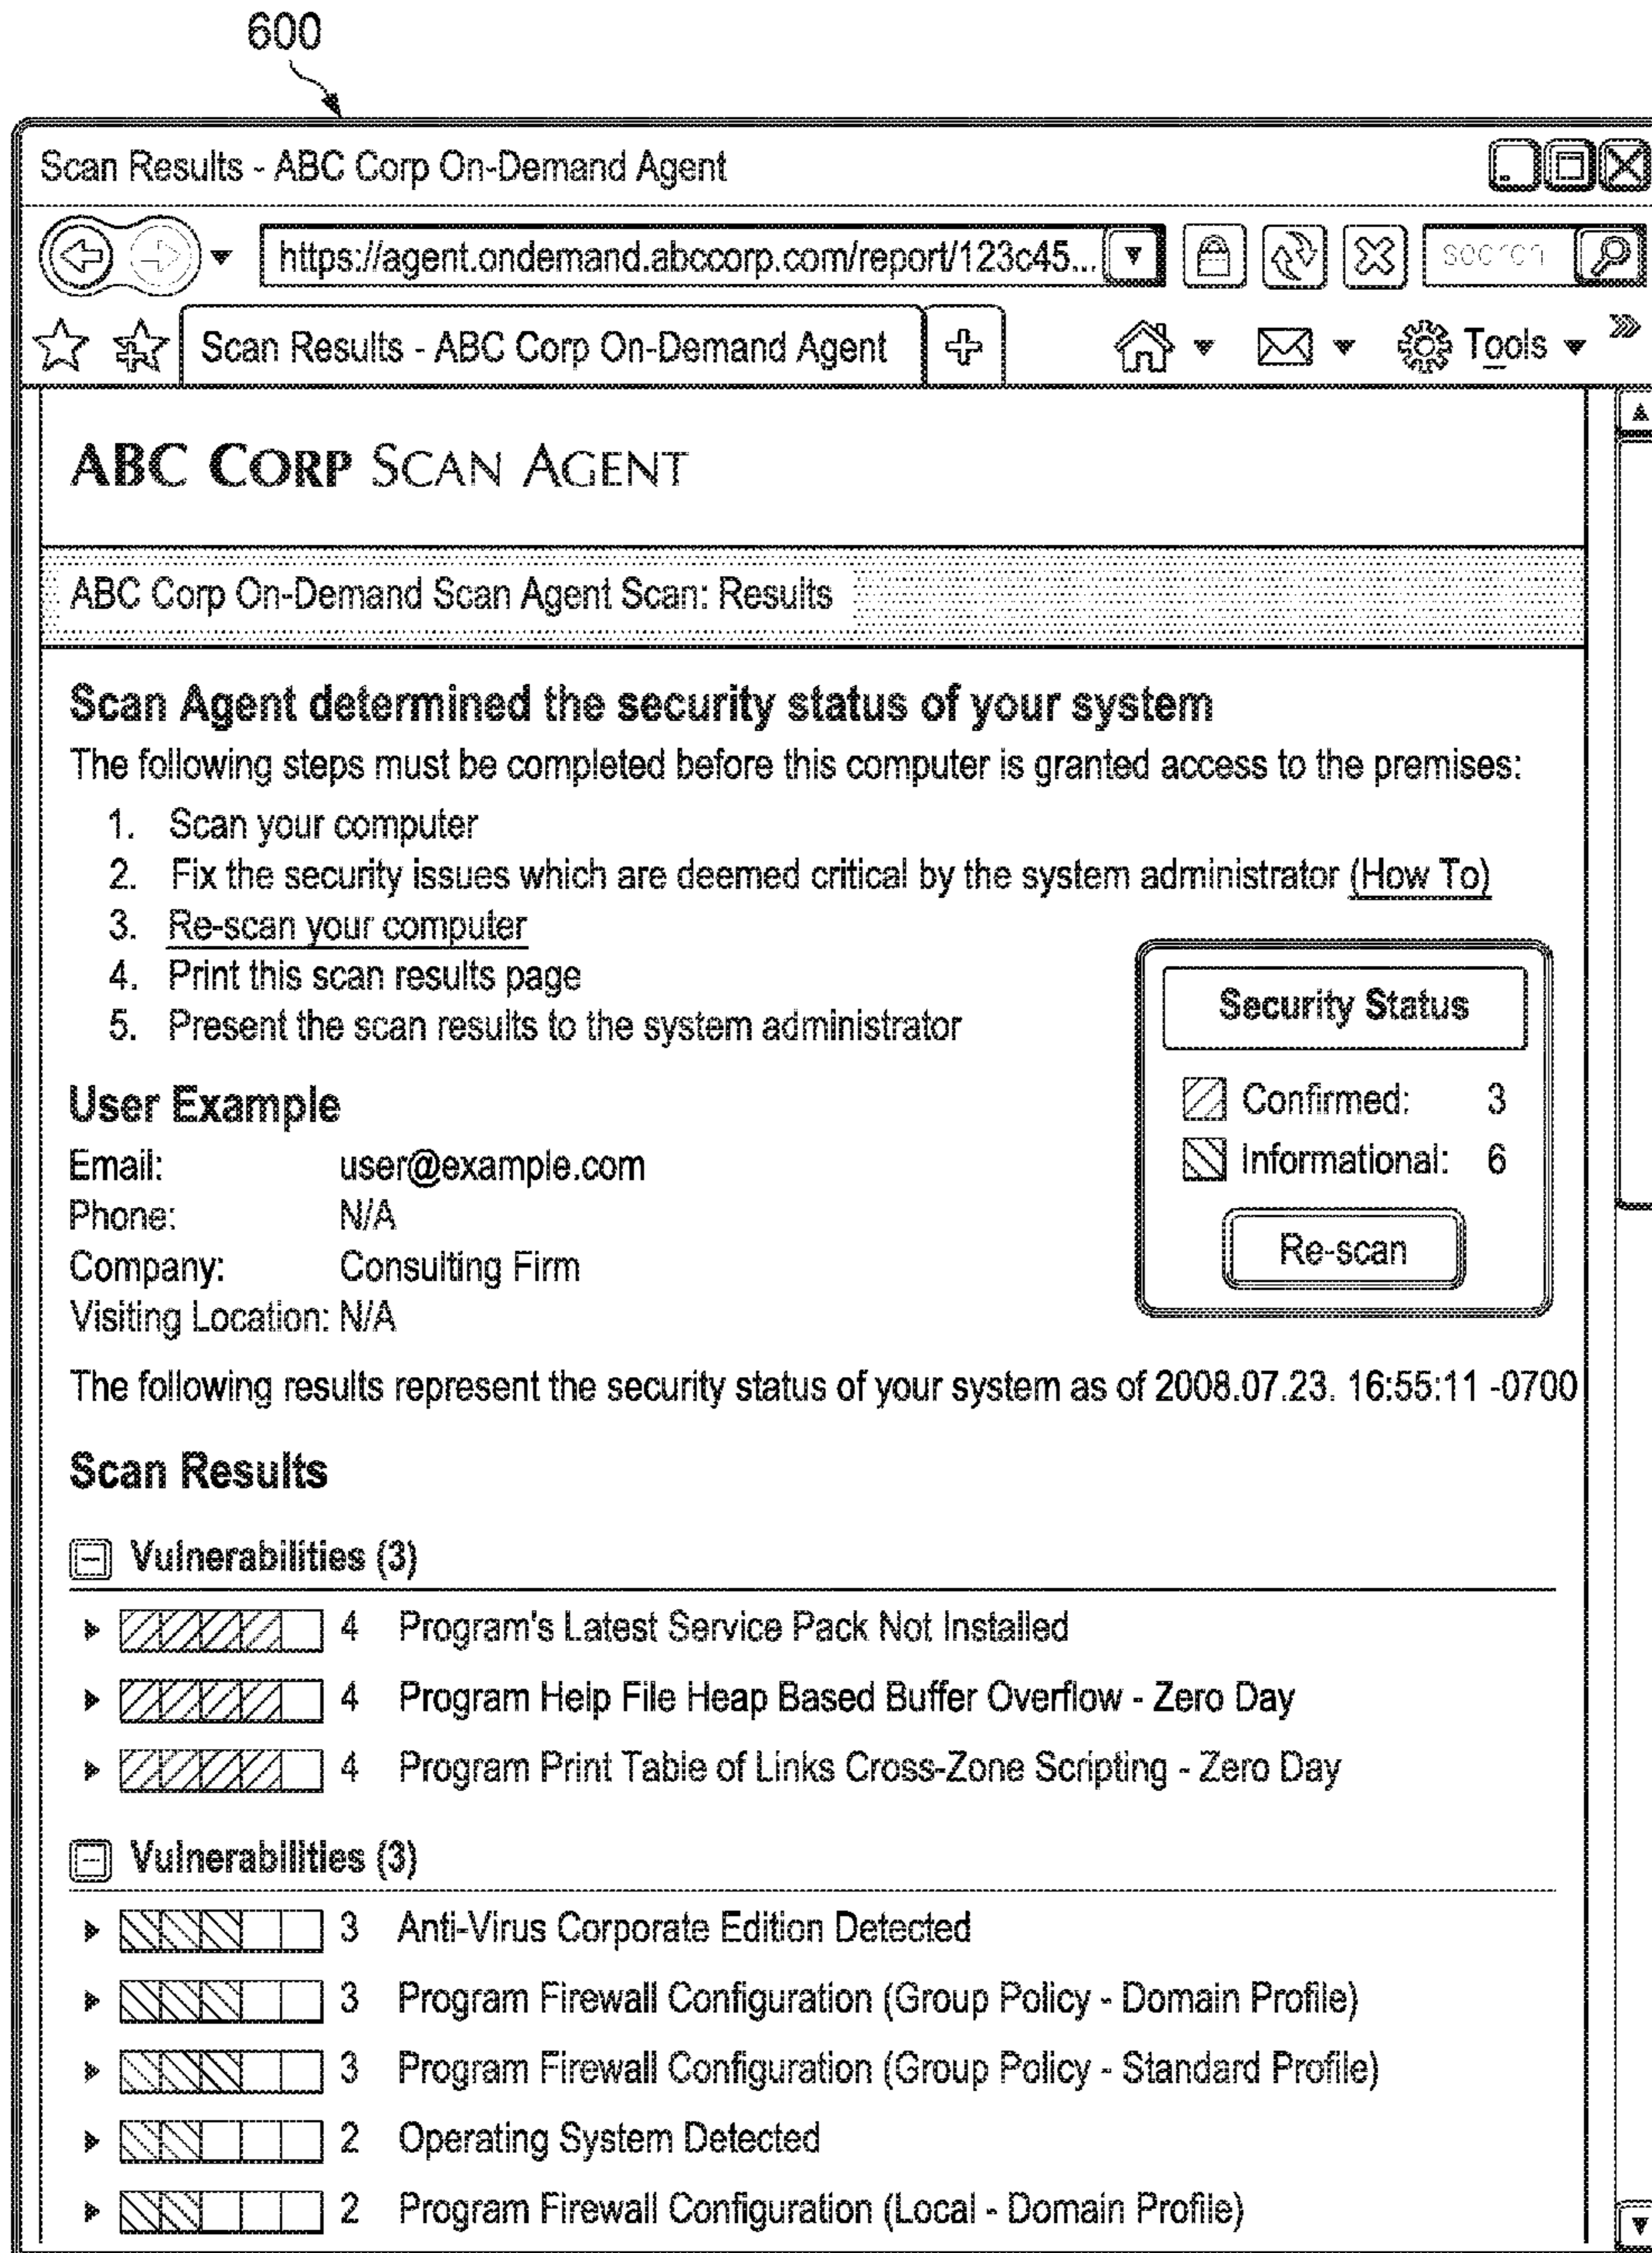 600
Scan Results - ABC Corp On-Demand Agent
https://agent.ondemand.abccorp.com/report/123c45...
search
Scan Results - ABC Corp On-Demand Agent
Tools
ABC CORP SCAN AGENT
ABC Corp On-Demand Scan Agent Scan: Results
Scan Agent determined the security status of your system
The following steps must be completed before this computer is granted access to the premises:
1. Scan your computer
2. Fix the security issues which are deemed critical by the system administrator (How To)
3. Re-scan your computer
4. Print this scan results page
5. Present the scan results to the system administrator
Security Status
Confirmed: 3
Informational: 6
Re-scan
User Example
Email: user@example.com
Phone: N/A
Company: Consulting Firm
Visiting Location: N/A
The following results represent the security status of your system as of 2008.07.23. 16:55:11 -0700
Scan Results
Vulnerabilities (3)
4 Program's Latest Service Pack Not Installed
4 Program Help File Heap Based Buffer Overflow - Zero Day
4 Program Print Table of Links Cross-Zone Scripting - Zero Day
Vulnerabilities (3)
3 Anti-Virus Corporate Edition Detected
3 Program Firewall Configuration (Group Policy - Domain Profile)
3 Program Firewall Configuration (Group Policy - Standard Profile)
2 Operating System Detected
2 Program Firewall Configuration (Local - Domain Profile)